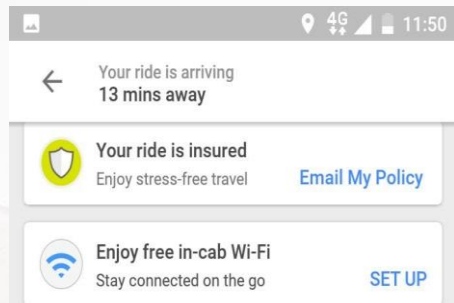 4G 11:50
Your ride is arriving
13 mins away
Your ride is insured
Enjoy stress-free travel Email My Policy
Enjoy free in-cab Wi-Fi
Stay connected on the go SET UP